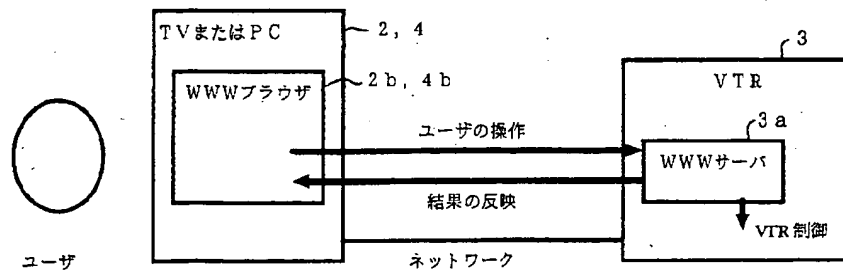 TVまたはPC
2, 4
WWWブラウザ
2b, 4b
3
VTR
3a
WWWサーバ
ユーザの操作
結果の反映
VTR制御
ユーザ
ネットワーク